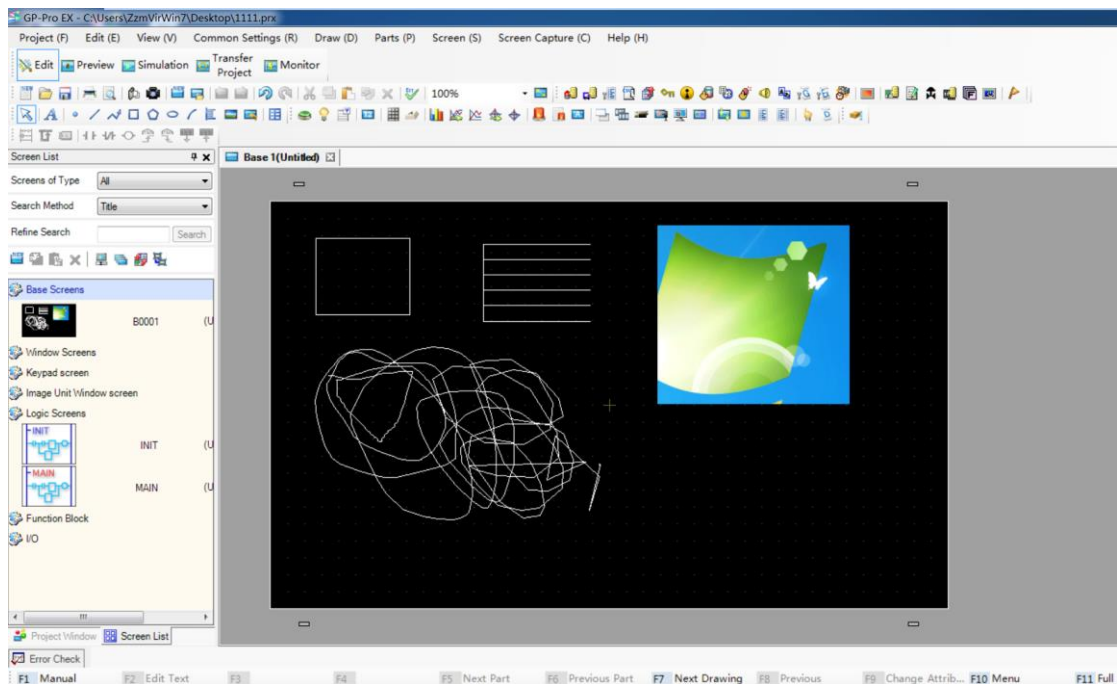 GP-Pro EX - C:\Users\ZzmVirWin7\Desktop\1111.prx
Project (F) Edit (E) View (V) Common Settings (R) Draw (D) Parts (P) Screen (S) Screen Capture (C) Help (H)
Edit Preview Simulation Transfer Project Monitor
100%
Screen List
Base 1(Untitled)
Screens of Type All
Search Method Title
Refine Search Search
Base Screens
B0001 (U
Window Screens
Keypad screen
Image Unit Window screen
Logic Screens
INIT
INIT (U
MAIN
MAIN (U
Function Block
I/O
Project Window Screen List
Error Check
F1 Manual F2 Edit Text F3 F4 F5 Next Part F6 Previous Part F7 Next Drawing F8 Previous F9 Change Attrib... F10 Menu F11 Full